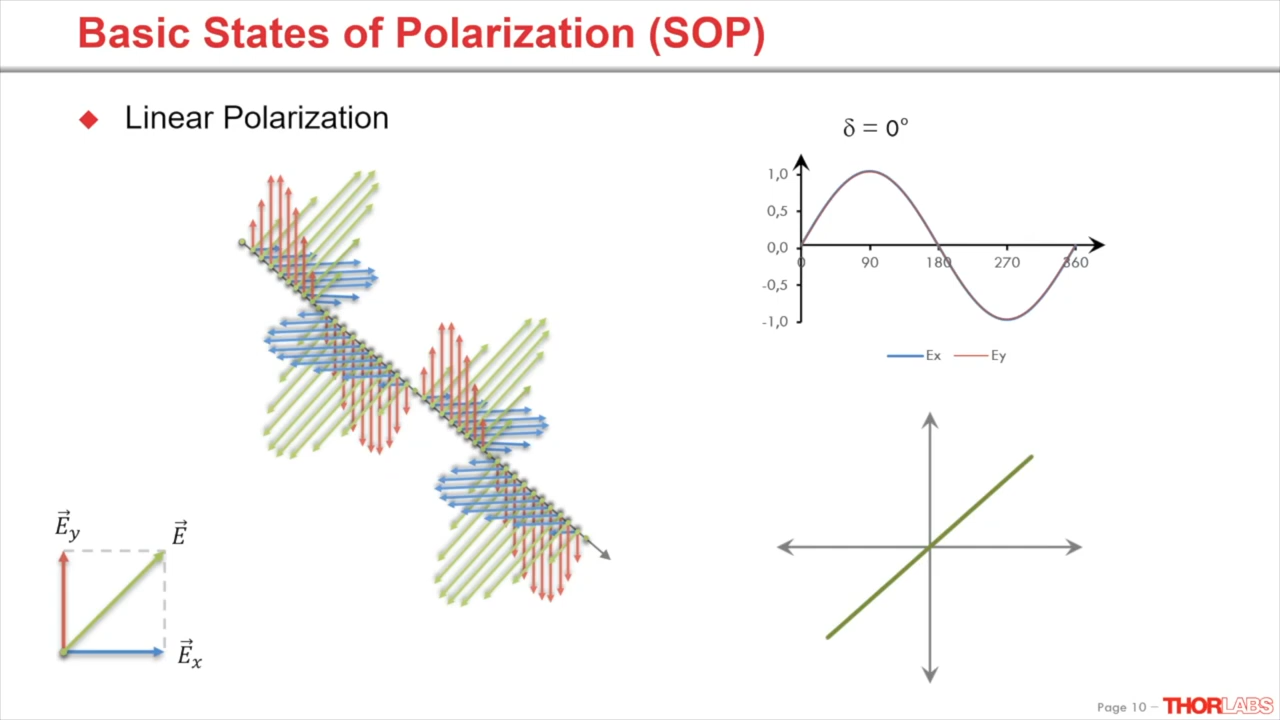 Basic States of Polarization (SOP)
◆ Linear Polarization
δ = 0°
1,0
0,5
0,0
-0,5
-1,0
0 90 180 270 360
Ex Ey
E⃗y
E⃗
E⃗x
Page 10 – THORLABS